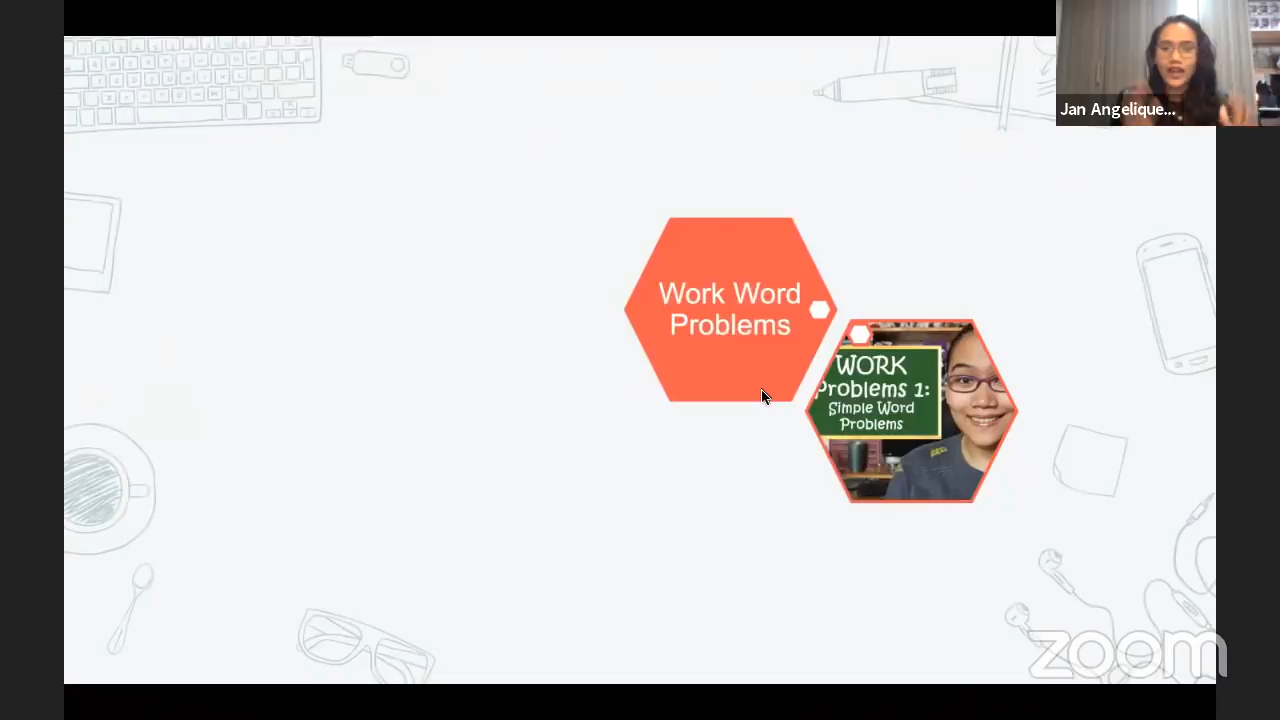 Jan Angelique...
Work Word
Problems
WORK
Problems 1:
Simple Word
Problems
zoom